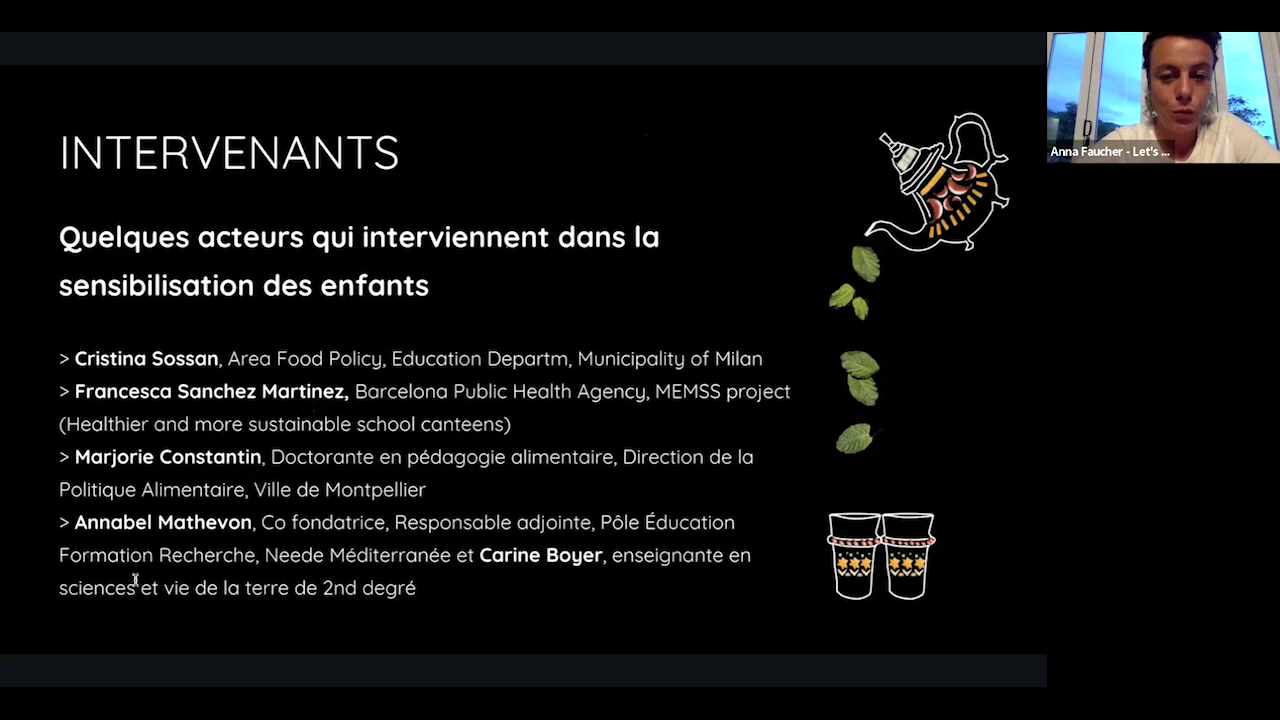 INTERVENANTS
Quelques acteurs qui interviennent dans la
sensibilisation des enfants
> Cristina Sossan, Area Food Policy, Education Departm, Municipality of Milan
> Francesca Sanchez Martinez, Barcelona Public Health Agency, MEMSS project
(Healthier and more sustainable school canteens)
> Marjorie Constantin, Doctorante en pédagogie alimentaire, Direction de la
Politique Alimentaire, Ville de Montpellier
> Annabel Mathevon, Co fondatrice, Responsable adjointe, Pôle Éducation
Formation Recherche, Neede Méditerranée et Carine Boyer, enseignante en
sciences et vie de la terre de 2nd degré
Anna Faucher - Let's ...